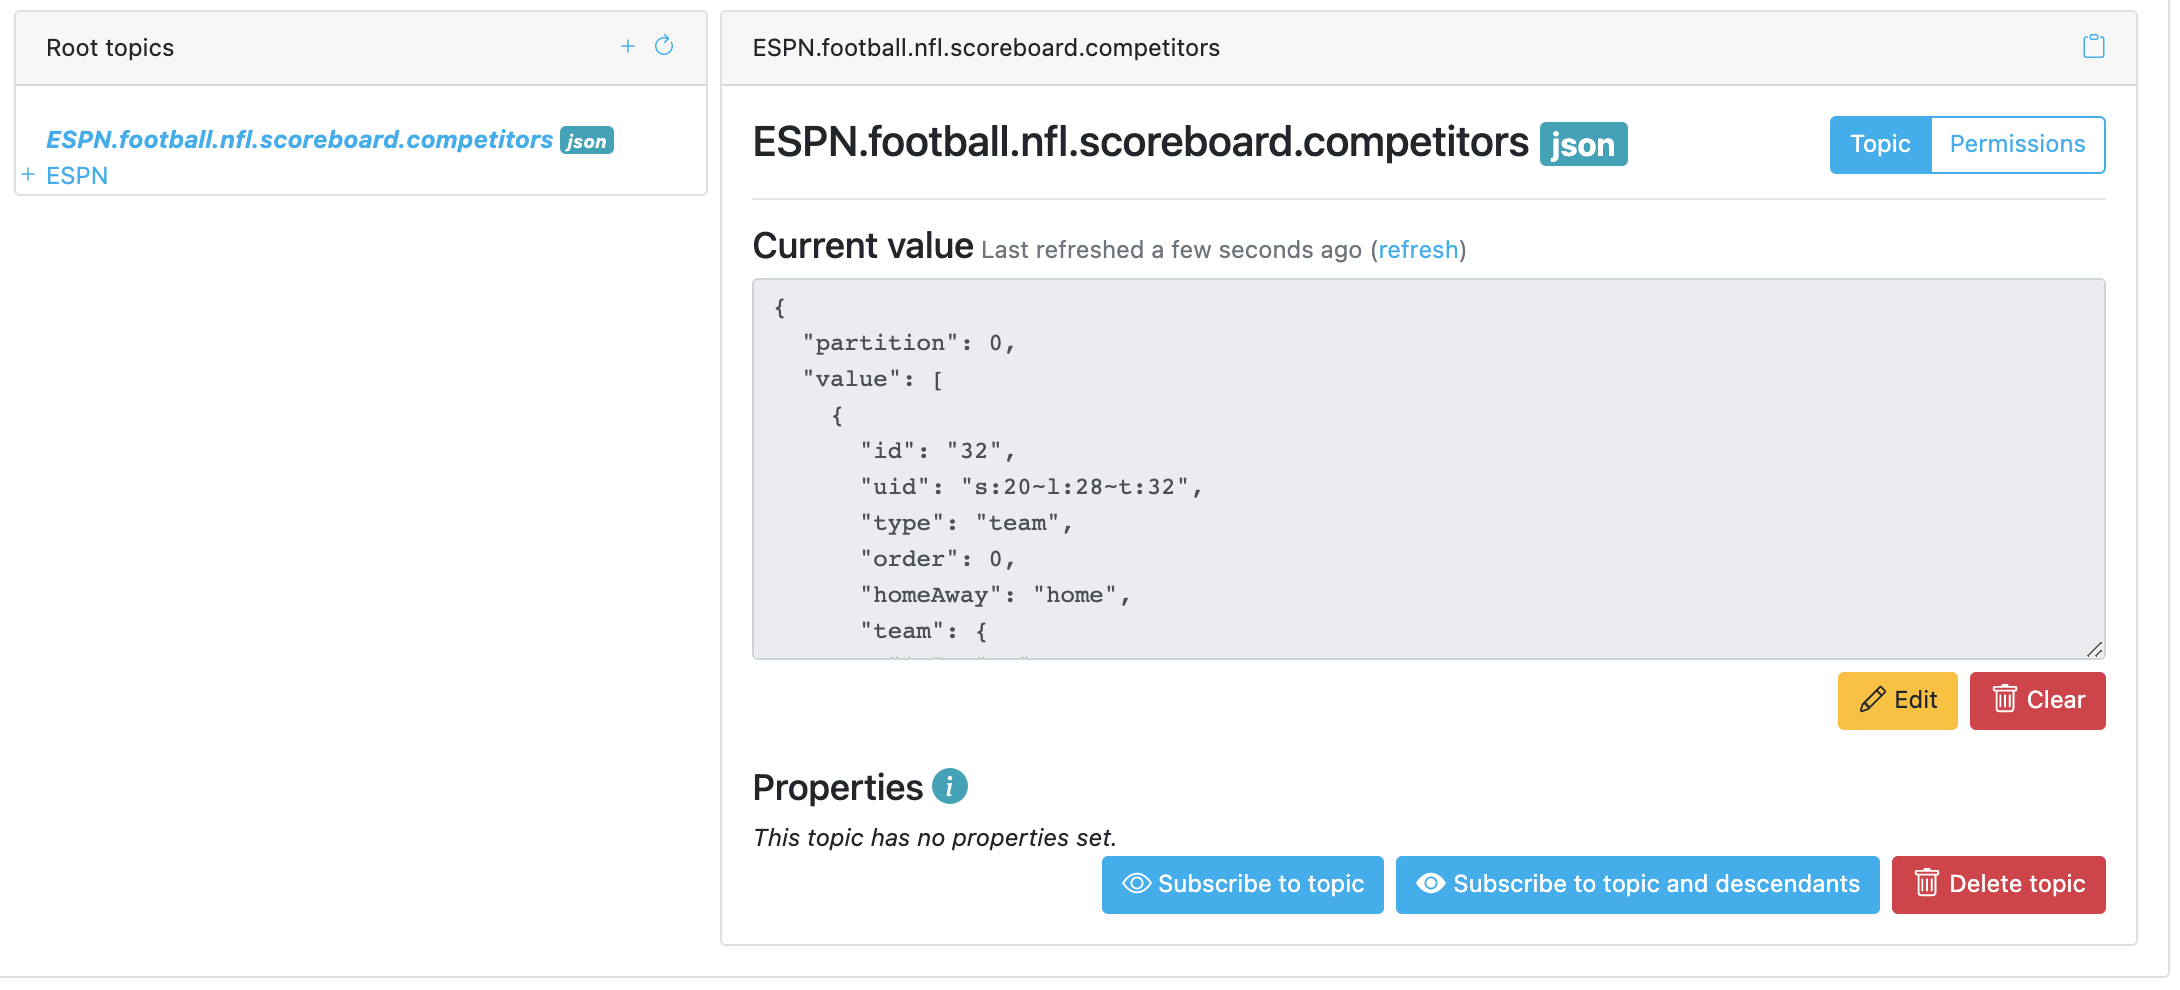 Root topics
+
ESPN.football.nfl.scoreboard.competitors json
+ ESPN
ESPN.football.nfl.scoreboard.competitors
ESPN.football.nfl.scoreboard.competitors json
Topic
Permissions
Current value Last refreshed a few seconds ago (refresh)
{
"partition": 0,
"value": [
{
"id": "32",
"uid": "s:20~l:28~t:32",
"type": "team",
"order": 0,
"homeAway": "home",
"team": {
Edit
Clear
Properties i
This topic has no properties set.
Subscribe to topic
Subscribe to topic and descendants
Delete topic